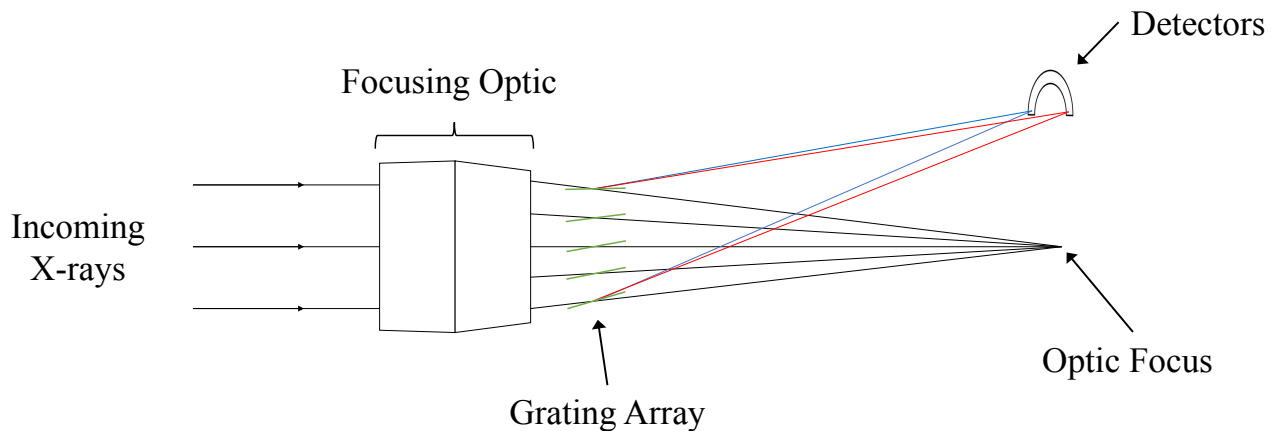 Detectors
Focusing Optic
Incoming
X-rays
Optic Focus
Grating Array